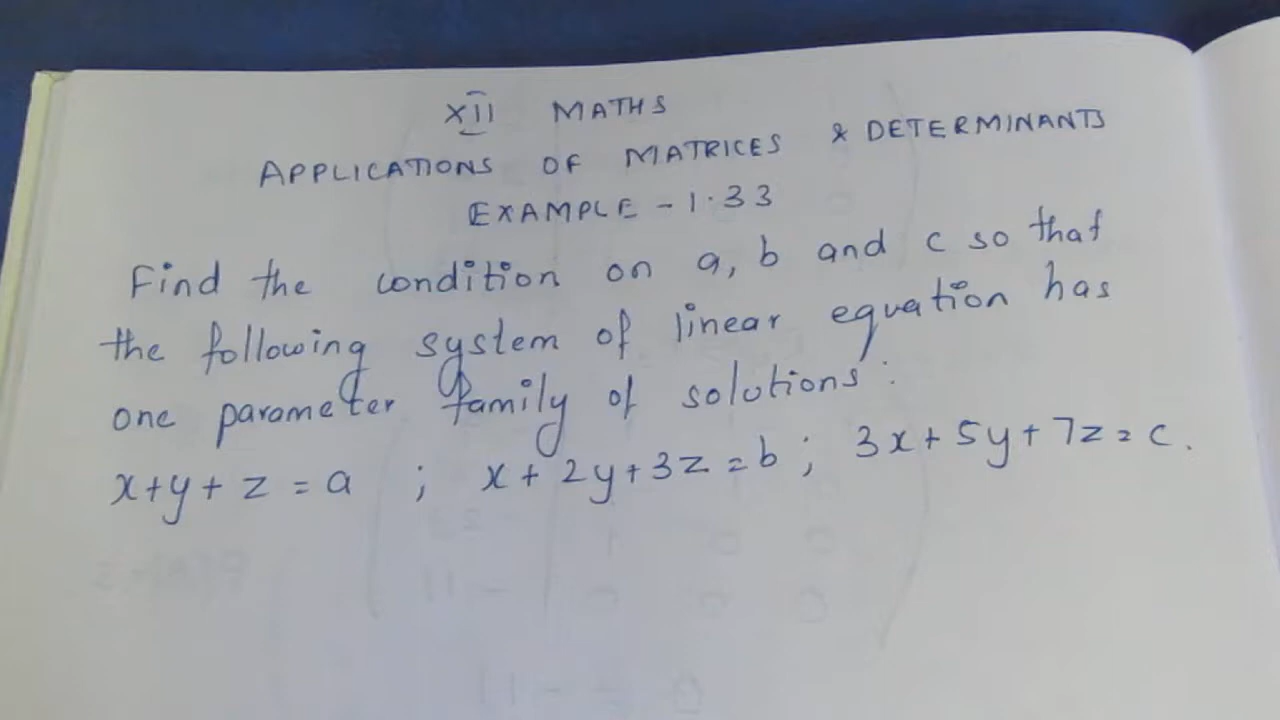 XII MATHS
APPLICATIONS OF MATRICES & DETERMINANTS
EXAMPLE - 1.33
Find the condition on a, b and c so that
the following system of linear equation has
one parameter family of solutions:
x+y+z=a ; x+2y+3z=b ; 3x+5y+7z=c.